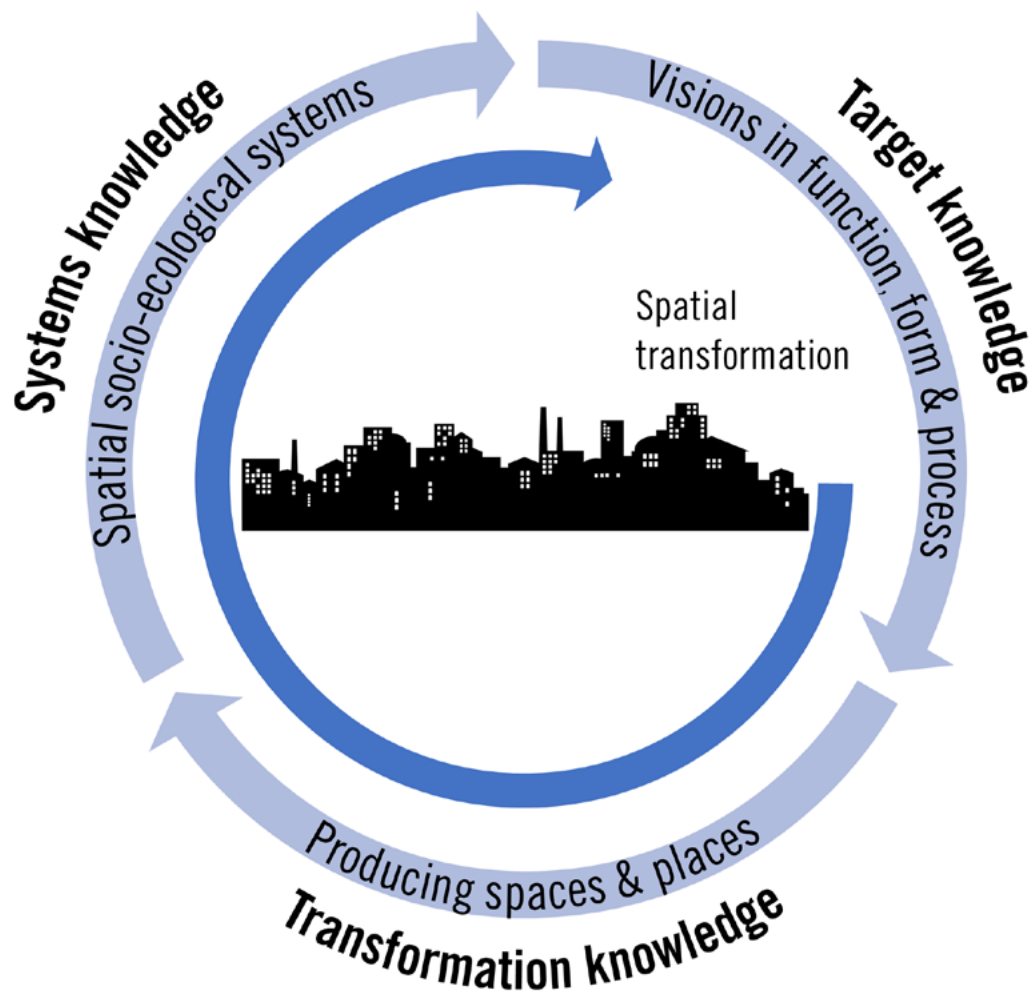 Systems knowledge
Spatial socio-ecological systems
Visions in function, form & process
Target knowledge
Spatial
transformation
Producing spaces & places
Transformation knowledge